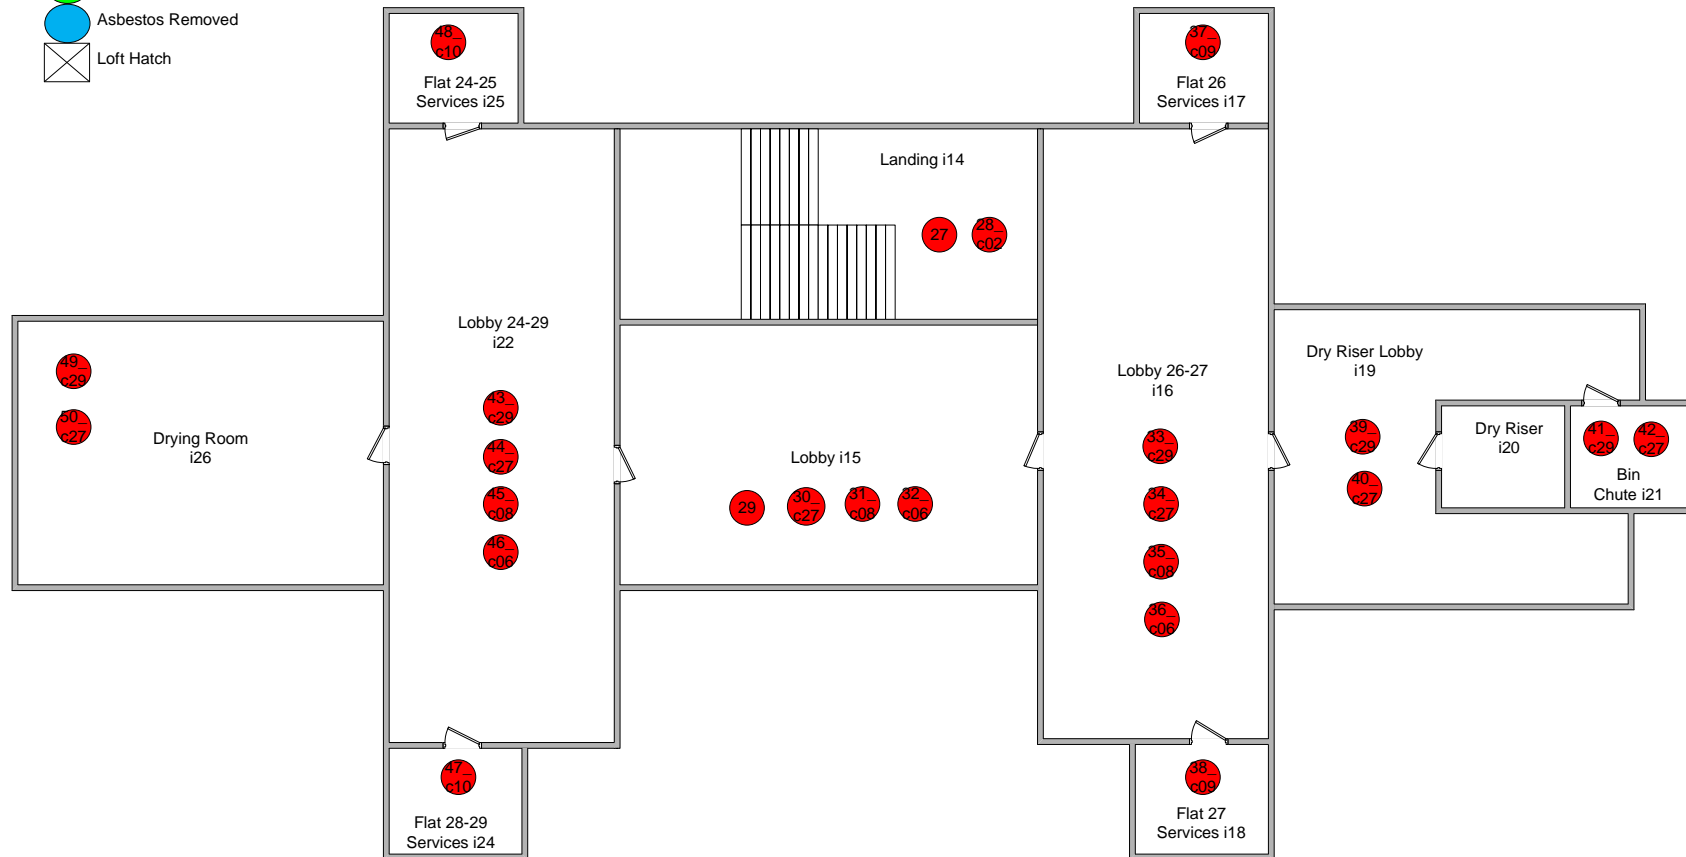 Asbestos Removed
Loft Hatch
48_
c10
Flat 24-25
Services i25
37_
c09
Flat 26
Services i17
Landing i14
27
28_
c02
Lobby 24-29
i22
43_
c29
44_
c27
45_
c08
46_
c06
49_
c29
50_
c27
Drying Room
i26
Lobby i15
29
30_
c27
31_
c08
32_
c06
Lobby 26-27
i16
33_
c29
34_
c27
35_
c08
36_
c06
Dry Riser Lobby
i19
39_
c29
40_
c27
Dry Riser
i20
41_
c29
42_
c27
Bin
Chute i21
47_
c10
Flat 28-29
Services i24
38_
c09
Flat 27
Services i18